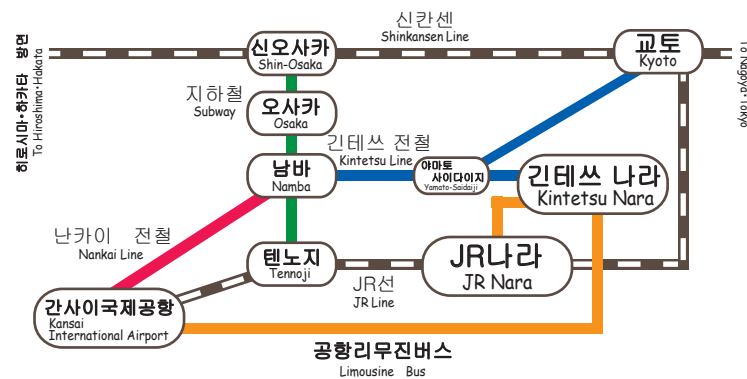 신칸센
Shinkansen Line
히로시마·하카타 방면
To Hiroshima·Hakata
신오사카
Shin-Osaka
교토
Kyoto
To Nagoya·Tokyo
지하철
Subway
오사카
Osaka
긴테쓰 전철
Kintetsu Line
남바
Namba
야마토
사이다이지
Yamato-Saidaiji
긴테쓰 나라
Kintetsu Nara
난카이 전철
Nankai Line
텐노지
Tennoji
JR선
JR Line
JR나라
JR Nara
간사이국제공항
Kansai
International Airport
공항리무진버스
Limousine Bus